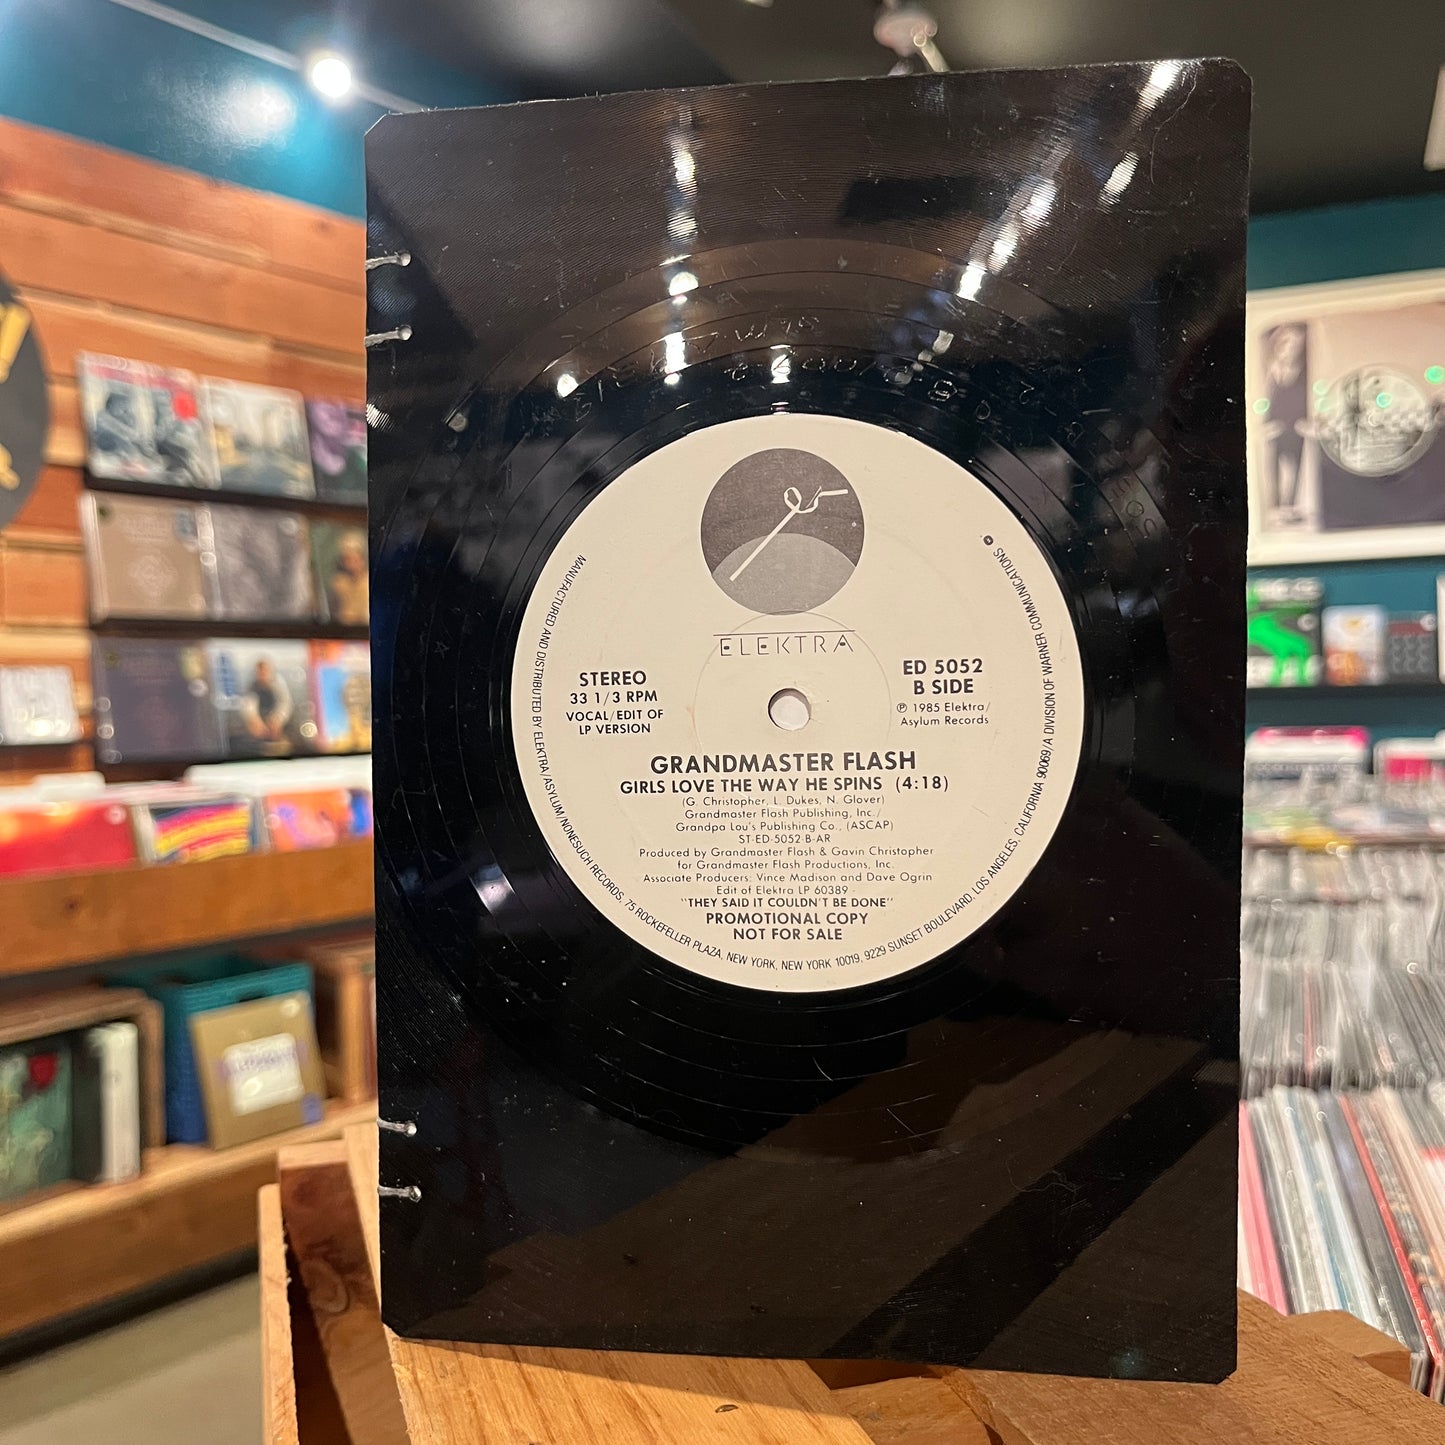 ELEKTRA
STEREO
33 1/3 RPM
VOCAL/EDIT OF
LP VERSION
ED 5052
B SIDE
℗ 1985 Elektra/
Asylum Records
GRANDMASTER FLASH
GIRLS LOVE THE WAY HE SPINS (4:18)
(G. Christopher, L. Dukes, N. Glover)
Grandmaster Flash Publishing, Inc./
Grandpa Lou's Publishing Co., (ASCAP)
ST-ED-5052-B-AR
Produced by Grandmaster Flash & Gavin Christopher
for Grandmaster Flash Productions, Inc.
Associate Producers: Vince Madison and Dave Ogrin
Edit of Elektra LP 60389 -
"THEY SAID IT COULDN'T BE DONE"
PROMOTIONAL COPY
NOT FOR SALE
MANUFACTURED AND DISTRIBUTED BY ELEKTRA/ASYLUM/NONESUCH RECORDS, 75 ROCKEFELLER PLAZA, NEW YORK, NEW YORK 10019, 9229 SUNSET BOULEVARD, LOS ANGELES, CALIFORNIA 90069/A DIVISION OF WARNER COMMUNICATIONS